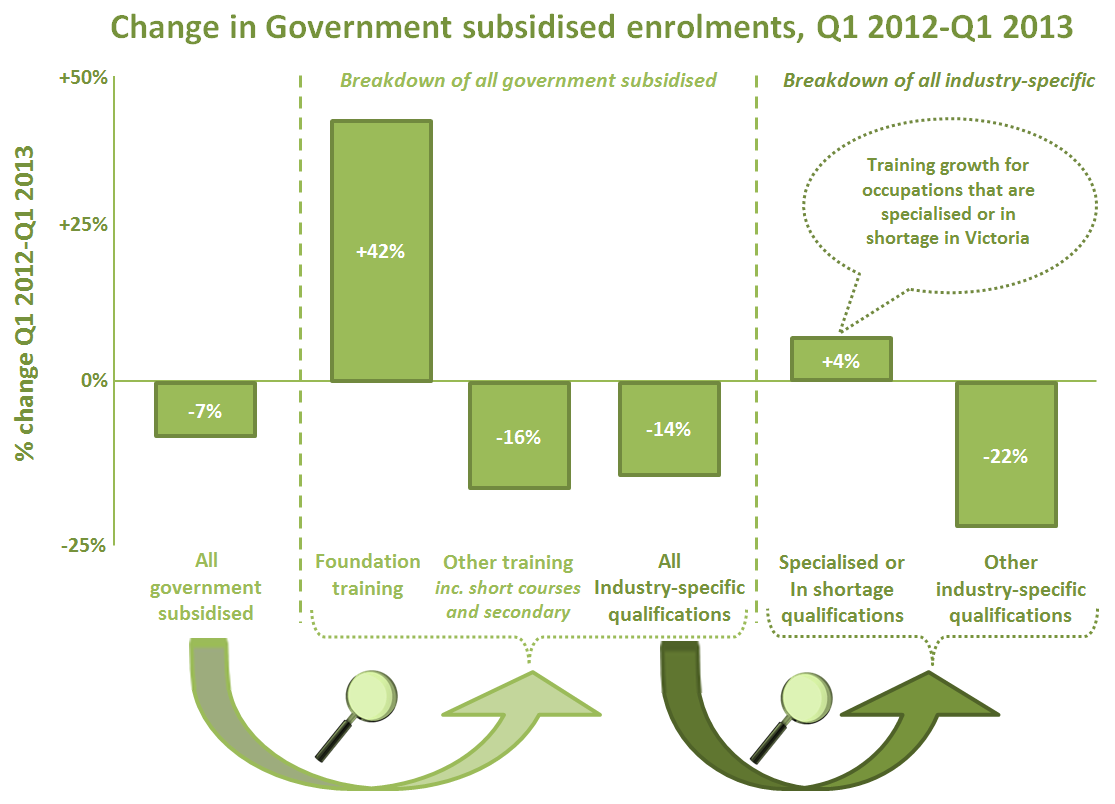 Change in Government subsidised enrolments, Q1 2012-Q1 2013
% change Q1 2012-Q1 2013
+50%
+25%
0%
-25%
Breakdown of all government subsidised
Breakdown of all industry-specific
Training growth for
occupations that are
specialised or in
shortage in Victoria
-7%
+42%
-16%
-14%
+4%
-22%
All
government
subsidised
Foundation
training
Other training
inc. short courses
and secondary
All
Industry-specific
qualifications
Specialised or
In shortage
qualifications
Other
industry-specific
qualifications